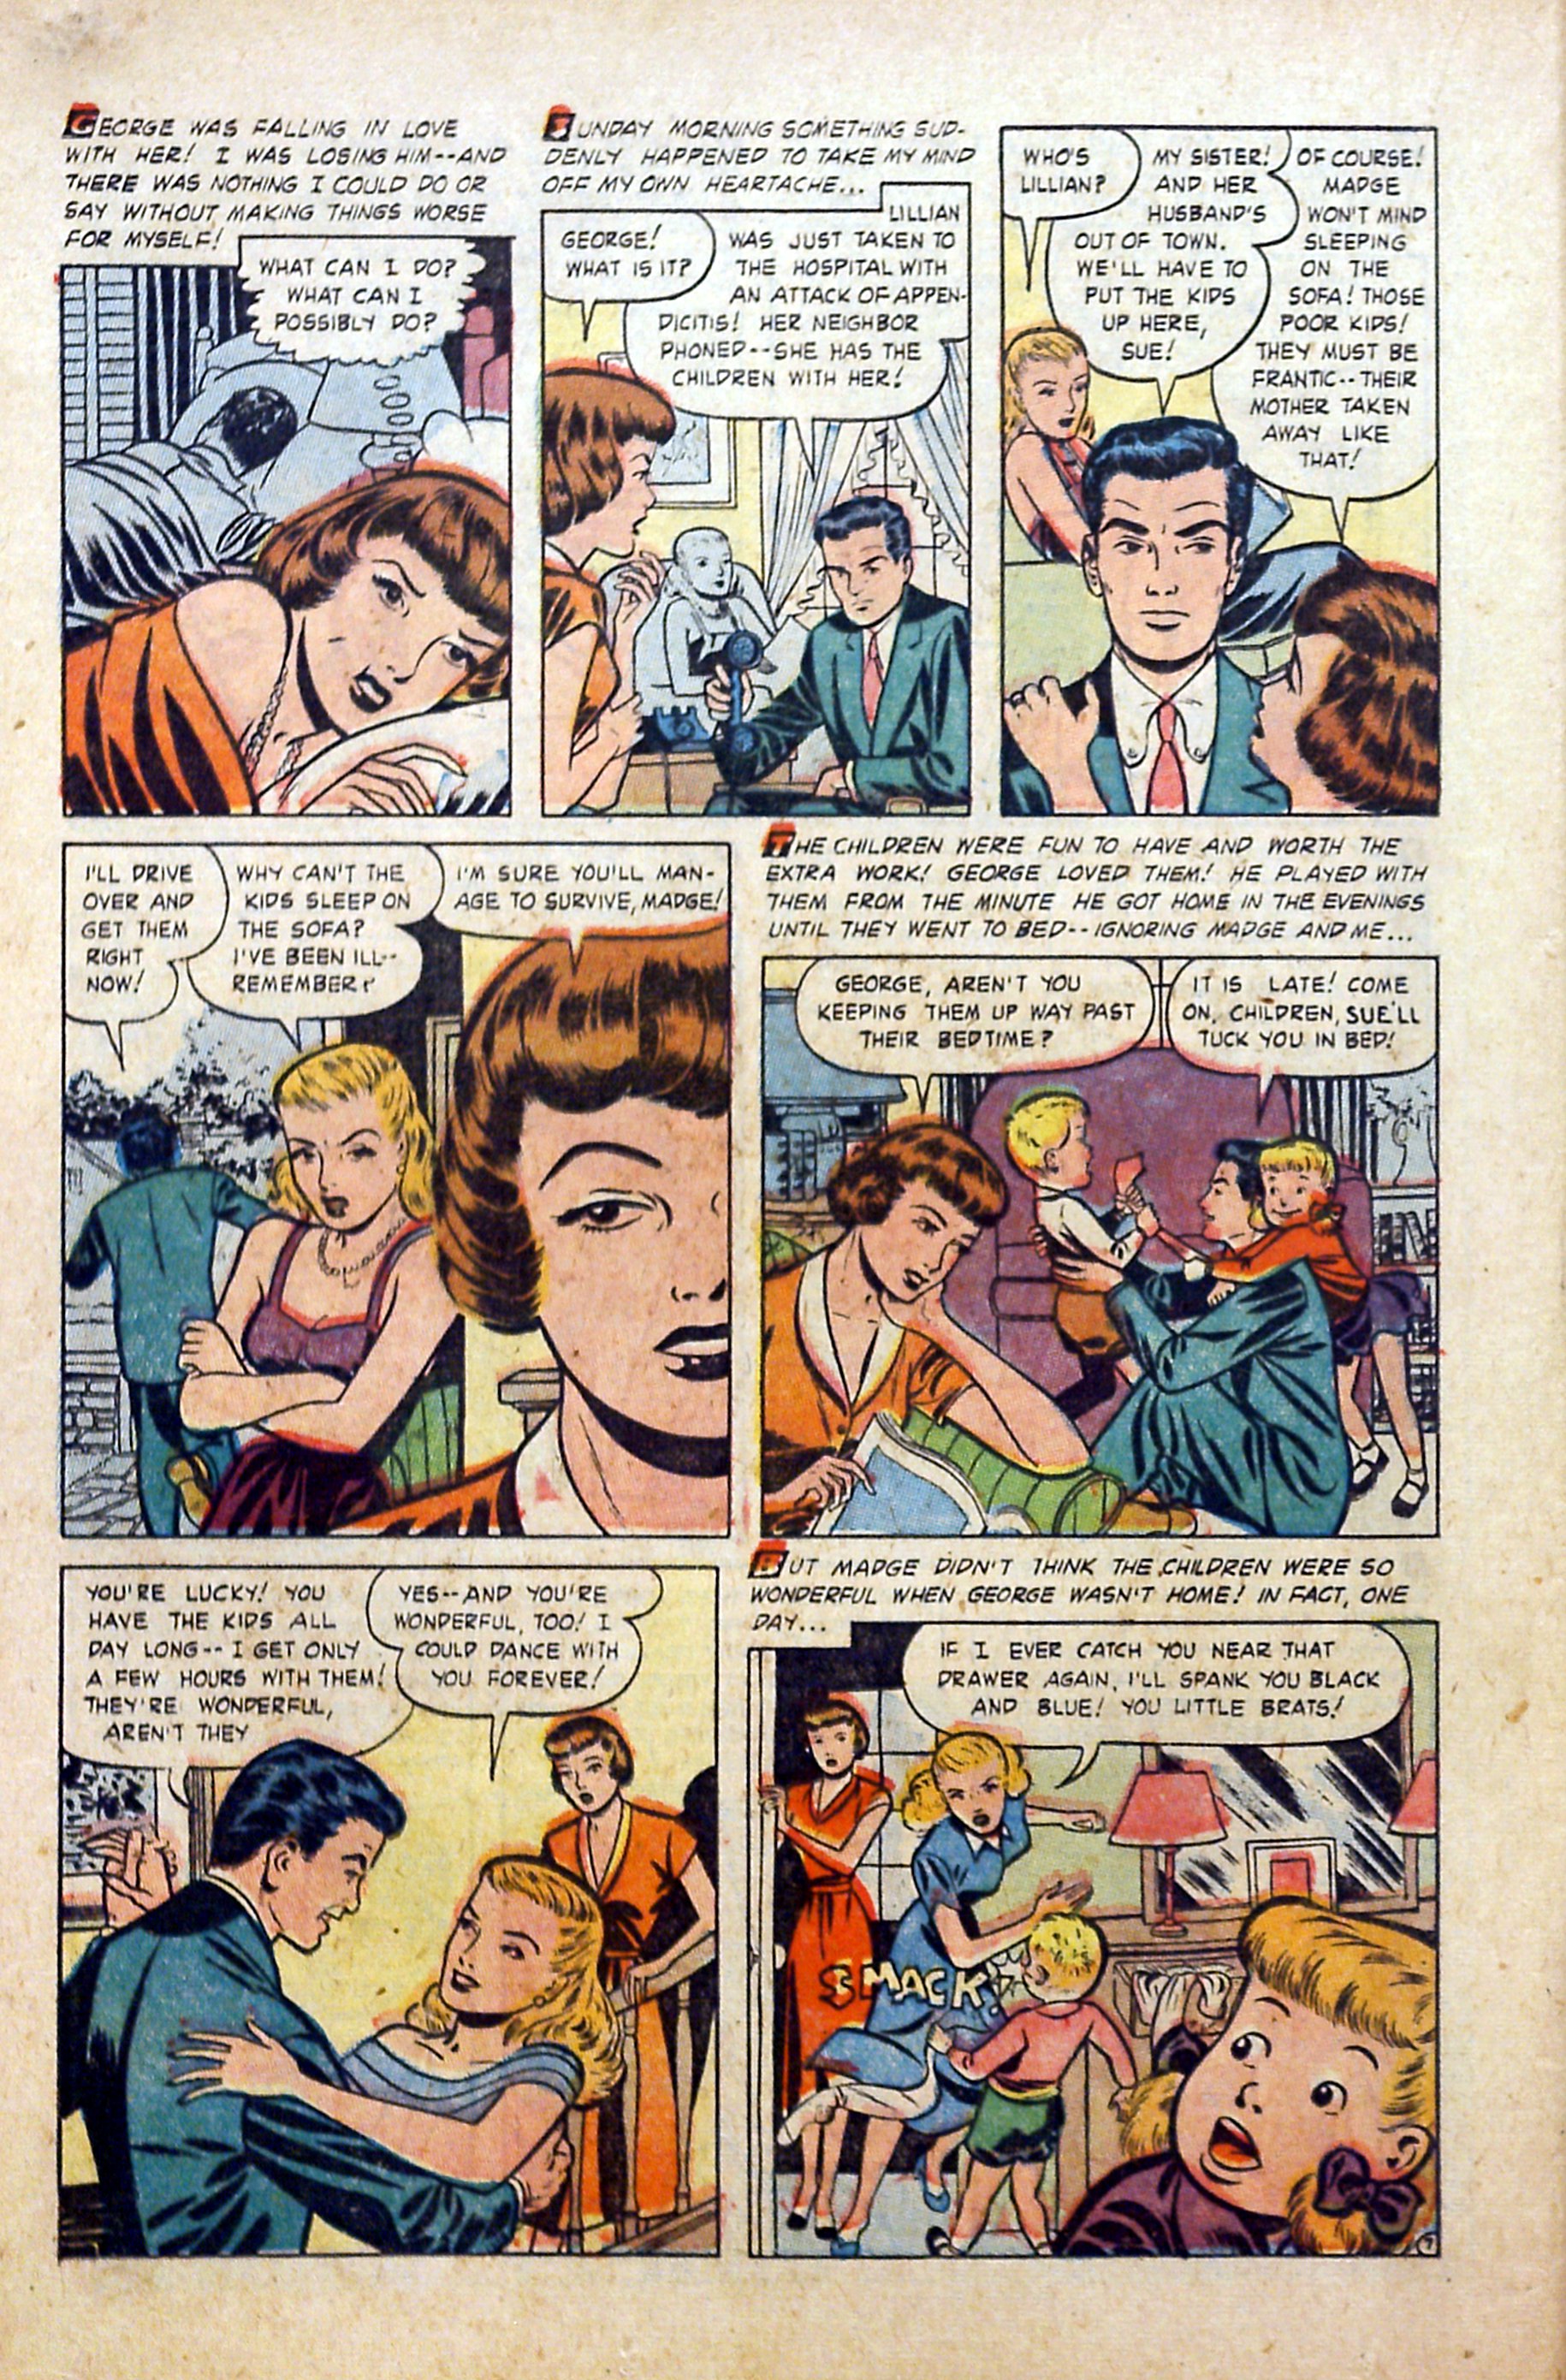 GEORGE WAS FALLING IN LOVE
WITH HER! I WAS LOSING HIM--AND
THERE WAS NOTHING I COULD DO OR
SAY WITHOUT MAKING THINGS WORSE
FOR MYSELF!
WHAT CAN I DO?
WHAT CAN I
POSSIBLY DO?
SUNDAY MORNING SOMETHING SUD-
DENLY HAPPENED TO TAKE MY MIND
OFF MY OWN HEARTACHE...
GEORGE!
WHAT IS IT?
LILLIAN
WAS JUST TAKEN TO
THE HOSPITAL WITH
AN ATTACK OF APPEN-
DICITIS! HER NEIGHBOR
PHONED--SHE HAS THE
CHILDREN WITH HER!
WHO'S
LILLIAN?
MY SISTER!
AND HER
HUSBAND'S
OUT OF TOWN.
WE'LL HAVE TO
PUT THE KIDS
UP HERE,
SUE!
OF COURSE!
MADGE
WON'T MIND
SLEEPING
ON THE
SOFA! THOSE
POOR KIDS!
THEY MUST BE
FRANTIC--THEIR
MOTHER TAKEN
AWAY LIKE
THAT!
I'LL DRIVE
OVER AND
GET THEM
RIGHT
NOW!
WHY CAN'T THE
KIDS SLEEP ON
THE SOFA?
I'VE BEEN ILL--
REMEMBER?
I'M SURE YOU'LL MAN-
AGE TO SURVIVE, MADGE!
THE CHILDREN WERE FUN TO HAVE AND WORTH THE
EXTRA WORK! GEORGE LOVED THEM! HE PLAYED WITH
THEM FROM THE MINUTE HE GOT HOME IN THE EVENINGS
UNTIL THEY WENT TO BED--IGNORING MADGE AND ME...
GEORGE, AREN'T YOU
KEEPING THEM UP WAY PAST
THEIR BEDTIME?
IT IS LATE! COME
ON, CHILDREN, SUE'LL
TUCK YOU IN BED!
YOU'RE LUCKY! YOU
HAVE THE KIDS ALL
DAY LONG--I GET ONLY
A FEW HOURS WITH THEM!
THEY'RE WONDERFUL,
AREN'T THEY
YES--AND YOU'RE
WONDERFUL, TOO! I
COULD DANCE WITH
YOU FOREVER!
BUT MADGE DIDN'T THINK THE CHILDREN WERE SO
WONDERFUL WHEN GEORGE WASN'T HOME! IN FACT, ONE
DAY...
IF I EVER CATCH YOU NEAR THAT
DRAWER AGAIN, I'LL SPANK YOU BLACK
AND BLUE! YOU LITTLE BRATS!
SMACK!
7